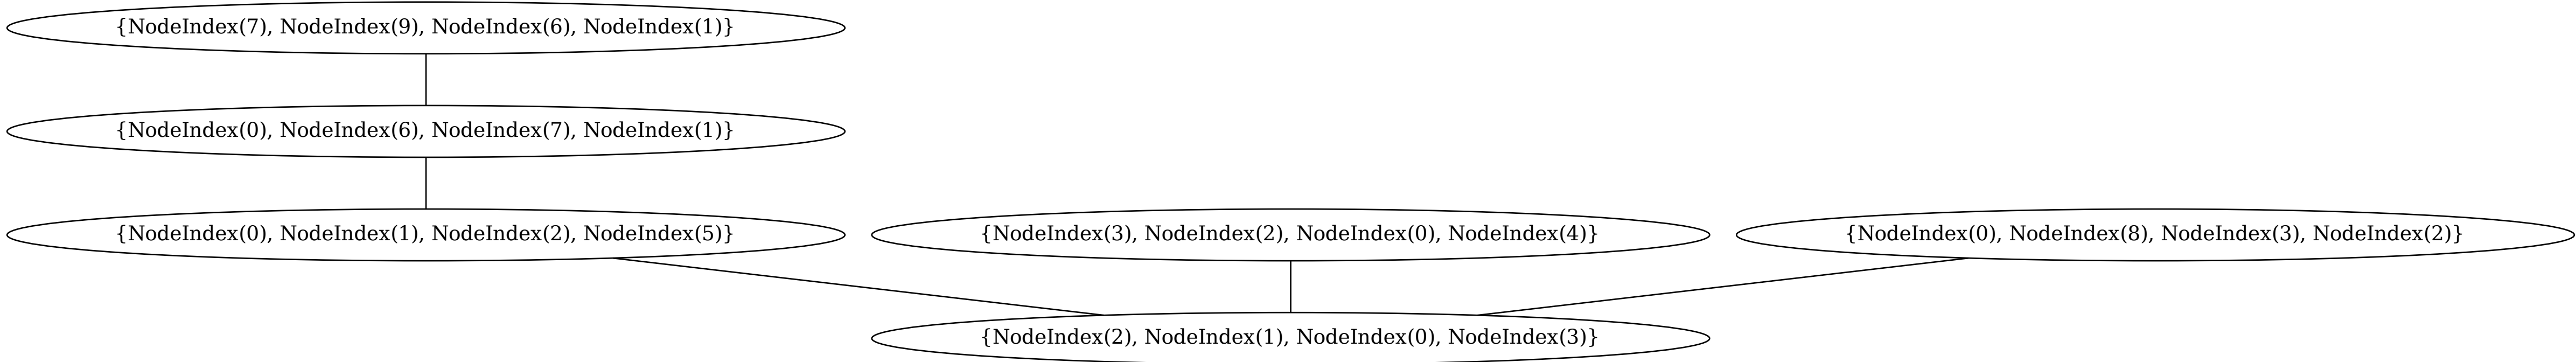 {NodeIndex(7), NodeIndex(9), NodeIndex(6), NodeIndex(1)}
{NodeIndex(0), NodeIndex(6), NodeIndex(7), NodeIndex(1)}
{NodeIndex(0), NodeIndex(1), NodeIndex(2), NodeIndex(5)}
{NodeIndex(3), NodeIndex(2), NodeIndex(0), NodeIndex(4)}
{NodeIndex(0), NodeIndex(8), NodeIndex(3), NodeIndex(2)}
{NodeIndex(2), NodeIndex(1), NodeIndex(0), NodeIndex(3)}